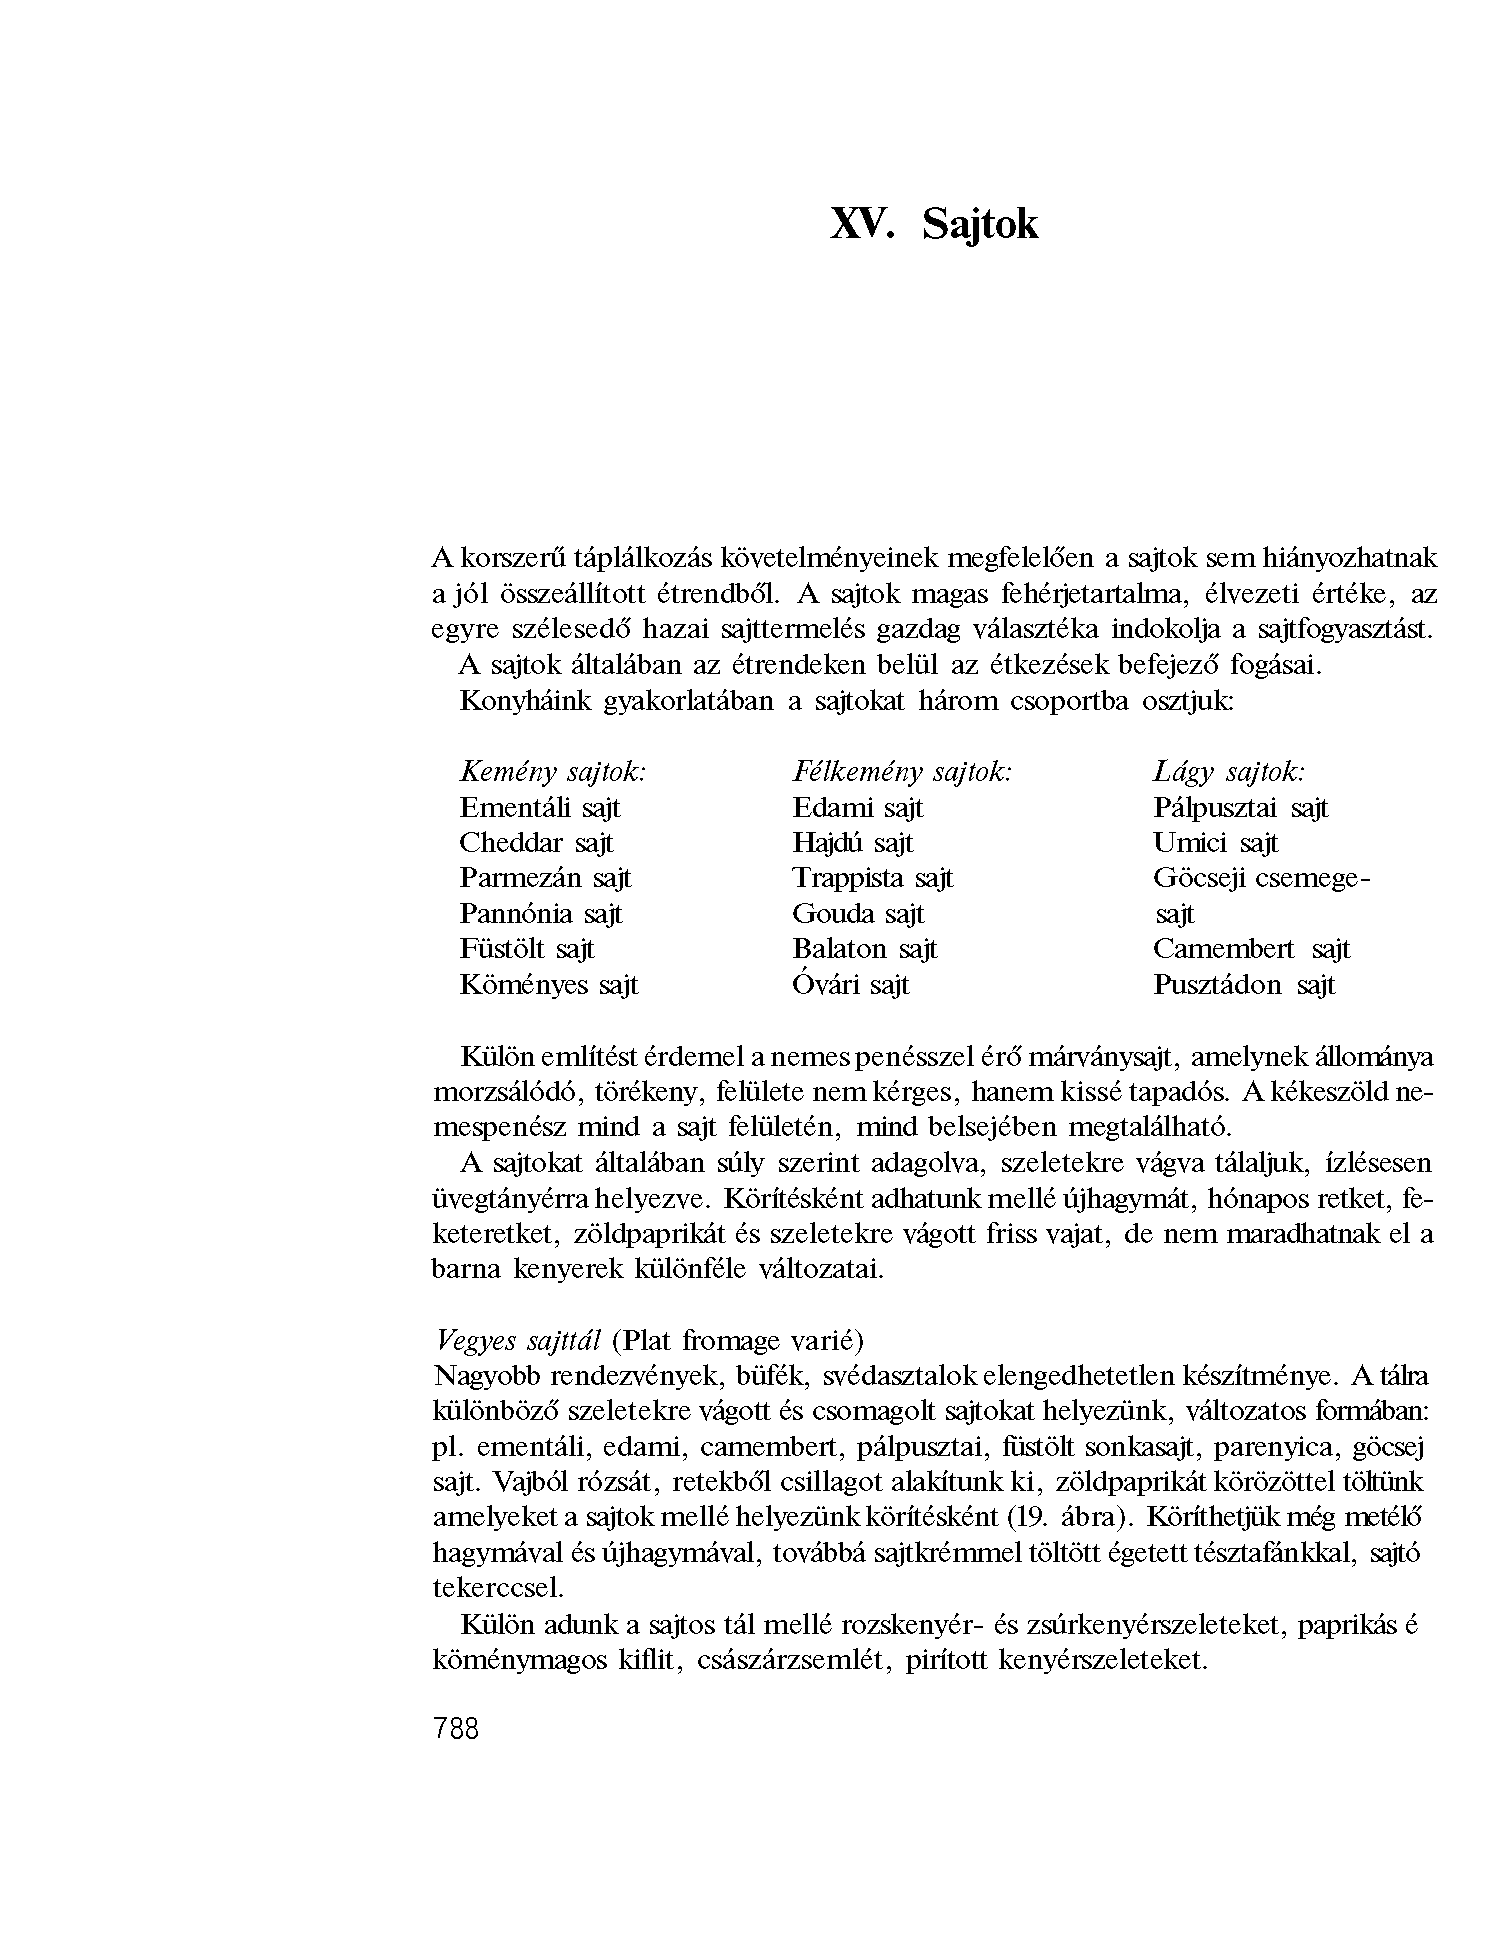 XV. Sajtok
A korszerű táplálkozás követelményeinek megfelelően a sajtok sem hiányozhatnak
a jól összeállított étrendből. A sajtok magas fehérjetartalma, élvezeti értéke, az
egyre szélesedő hazai sajttermelés gazdag választéka indokolja a sajtfogyasztást.
A sajtok általában az étrendeken belül az étkezések befejező fogásai.
Konyháink gyakorlatában a sajtokat három csoportba osztjuk:
Kemény sajtok:
Ementáli sajt
Cheddar sajt
Parmezán sajt
Pannónia sajt
Füstölt sajt
Köményes sajt
Félkemény sajtok:
Edami sajt
Hajdú sajt
Trappista sajt
Gouda sajt
Balaton sajt
Óvári sajt
Lágy sajtok:
Pálpusztai sajt
Umici sajt
Göcseji csemege-
sajt
Camembert sajt
Pusztádon sajt
Külön említést érdemel a nemes penésszel érő márványsajt, amelynek állománya
morzsálódó, törékeny, felülete nem kérges, hanem kissé tapadós. A kékeszöld ne-
mespenész mind a sajt felületén, mind belsejében megtalálható.
A sajtokat általában súly szerint adagolva, szeletekre vágva tálaljuk, ízlésesen
üvegtányérra helyezve. Körítésként adhatunk mellé újhagymát, hónapos retket, fe-
keteretket, zöldpaprikát és szeletekre vágott friss vajat, de nem maradhatnak el a
barna kenyerek különféle változatai.
Vegyes sajttál (Plat fromage varié)
Nagyobb rendezvények, büfék, svédasztalok elengedhetetlen készítménye. A tálra
különböző szeletekre vágott és csomagolt sajtokat helyezünk, változatos formában:
pl. ementáli, edami, camembert, pálpusztai, füstölt sonkasajt, parenyica, göcsej
sajt. Vajból rózsát, retekből csillagot alakítunk ki, zöldpaprikát körözöttel töltünk
amelyeket a sajtok mellé helyezünk körítésként (19. ábra). Köríthetjük még metélő
hagymával és újhagymával, továbbá sajtkrémmel töltött égetett tésztafánkkal, sajtó
tekerccsel.
Külön adunk a sajtos tál mellé rozskenyér- és zsúrkenyérszeleteket, paprikás é
köménymagos kiflit, császárzsemlét, pirított kenyérszeleteket.
788